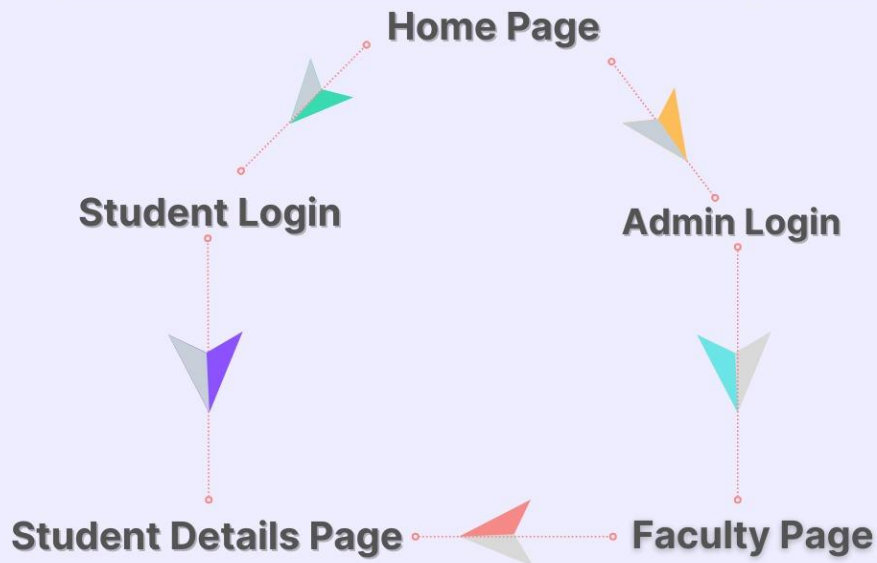 Home Page
Student Login
Admin Login
Student Details Page
Faculty Page